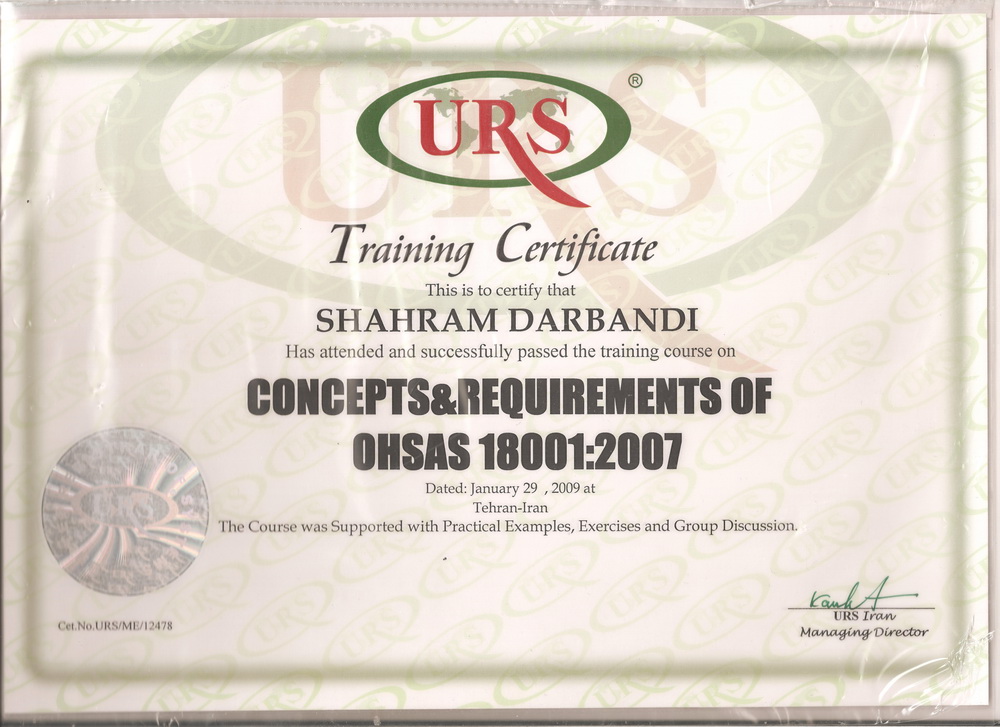 URS®
Training Certificate
This is to certify that
SHAHRAM DARBANDI
Has attended and successfully passed the training course on
CONCEPTS&REQUIREMENTS OF
OHSAS 18001:2007
Dated: January 29 , 2009 at
Tehran-Iran
The Course was Supported with Practical Examples, Exercises and Group Discussion.
Cet.No.URS/ME/12478
URS Iran
Managing Director